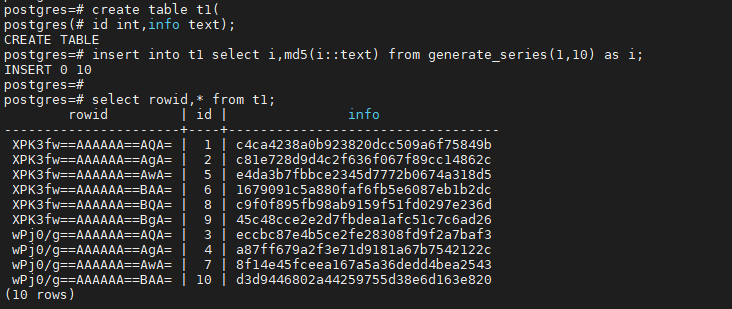 postgres=# create table t1(
postgres(# id int,info text);
CREATE TABLE
postgres=# insert into t1 select i,md5(i::text) from generate_series(1,10) as i;
INSERT 0 10
postgres=#
postgres=# select rowid,* from t1;
        rowid         | id |               info
----------------------+----+----------------------------------
 XPK3fw==AAAAAA==AQA= |  1 | c4ca4238a0b923820dcc509a6f75849b
 XPK3fw==AAAAAA==AgA= |  2 | c81e728d9d4c2f636f067f89cc14862c
 XPK3fw==AAAAAA==AwA= |  5 | e4da3b7fbbce2345d7772b0674a318d5
 XPK3fw==AAAAAA==BAA= |  6 | 1679091c5a880faf6fb5e6087eb1b2dc
 XPK3fw==AAAAAA==BQA= |  8 | c9f0f895fb98ab9159f51fd0297e236d
 XPK3fw==AAAAAA==BgA= |  9 | 45c48cce2e2d7fbdea1afc51c7c6ad26
 wPj0/g==AAAAAA==AQA= |  3 | eccbc87e4b5ce2fe28308fd9f2a7baf3
 wPj0/g==AAAAAA==AgA= |  4 | a87ff679a2f3e71d9181a67b7542122c
 wPj0/g==AAAAAA==AwA= |  7 | 8f14e45fceea167a5a36dedd4bea2543
 wPj0/g==AAAAAA==BAA= | 10 | d3d9446802a44259755d38e6d163e820
(10 rows)